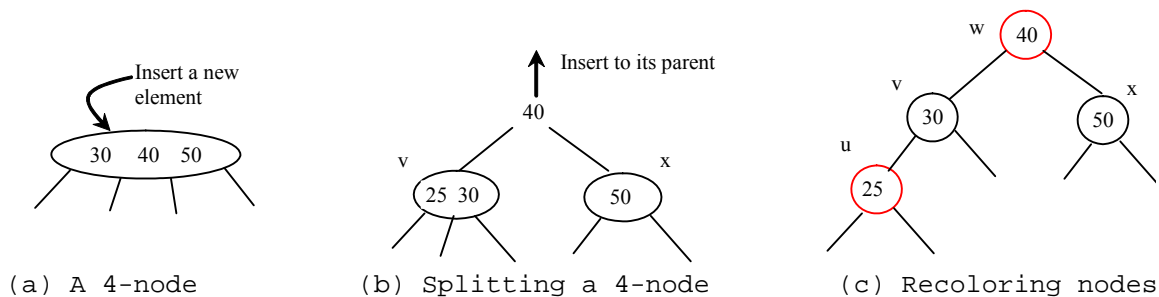 Insert a new
element
30 40 50
(a) A 4-node
Insert to its parent
40
v
x
25 30
50
(b) Splitting a 4-node
w
40
v
x
30
50
u
25
(c) Recoloring nodes